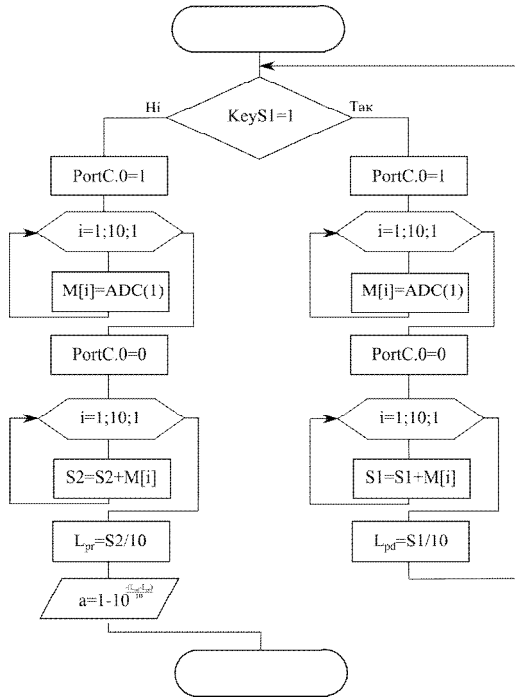 KeyS1=1
Ні
Так
PortC.0=1
i=1;10;1
M[i]=ADC(1)
PortC.0=0
i=1;10;1
S2=S2+M[i]
Lpr=S2/10
a=1-10
PortC.0=1
i=1;10;1
M[i]=ADC(1)
PortC.0=0
i=1;10;1
S1=S1+M[i]
Lpd=S1/10